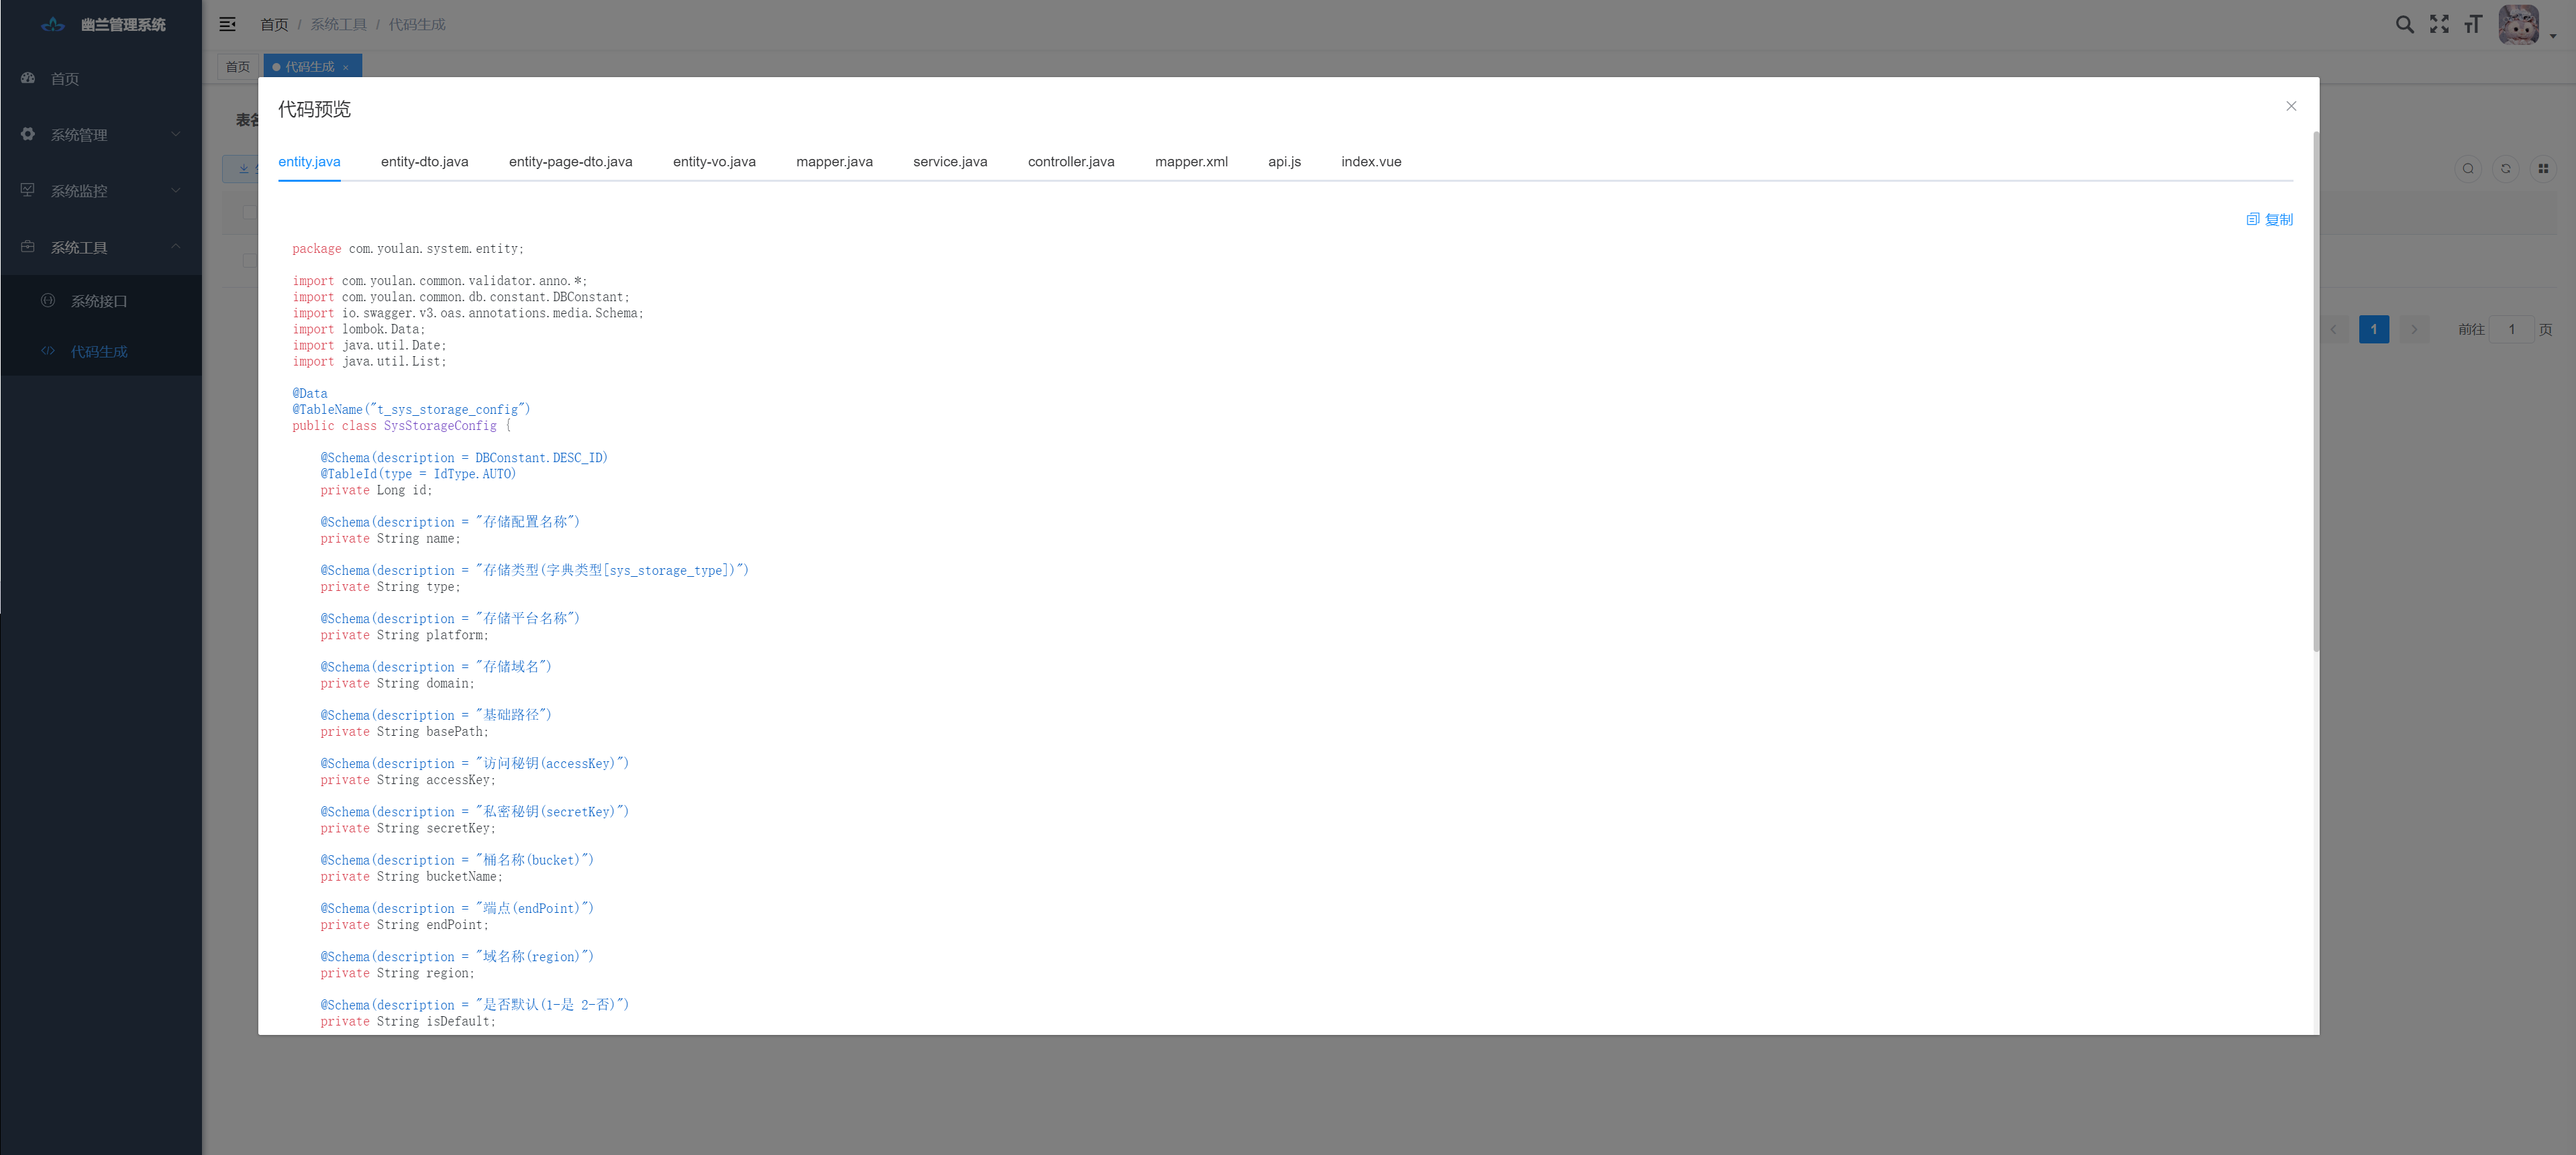 幽兰管理系统
首页 / 系统工具 / 代码生成
首页
代码生成 ×
首页
系统管理
系统监控
系统工具
系统接口
代码生成
表名
1
前往 1 页
代码预览
entity.java entity-dto.java entity-page-dto.java entity-vo.java mapper.java service.java controller.java mapper.xml api.js index.vue
复制
package com.youlan.system.entity;
import com.youlan.common.validator.anno.*;
import com.youlan.common.db.constant.DBConstant;
import io.swagger.v3.oas.annotations.media.Schema;
import lombok.Data;
import java.util.Date;
import java.util.List;
@Data
@TableName("t_sys_storage_config")
public class SysStorageConfig {
@Schema(description = DBConstant.DESC_ID)
@TableId(type = IdType.AUTO)
private Long id;
@Schema(description = "存储配置名称")
private String name;
@Schema(description = "存储类型(字典类型[sys_storage_type])")
private String type;
@Schema(description = "存储平台名称")
private String platform;
@Schema(description = "存储域名")
private String domain;
@Schema(description = "基础路径")
private String basePath;
@Schema(description = "访问秘钥(accessKey)")
private String accessKey;
@Schema(description = "私密秘钥(secretKey)")
private String secretKey;
@Schema(description = "桶名称(bucket)")
private String bucketName;
@Schema(description = "端点(endPoint)")
private String endPoint;
@Schema(description = "域名称(region)")
private String region;
@Schema(description = "是否默认(1-是 2-否)")
private String isDefault;